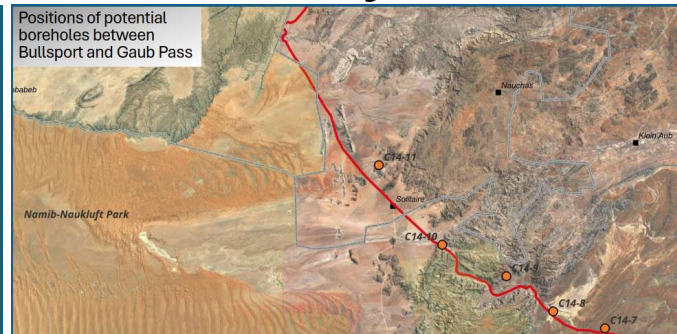 Positions of potential
boreholes between
Bullsport and Gaub Pass
babeb
Nauchas
Klein Aub
C14-11
Solitaire
Namib-Naukluft Park
C14-10
C14-9
C14-8
C14-7